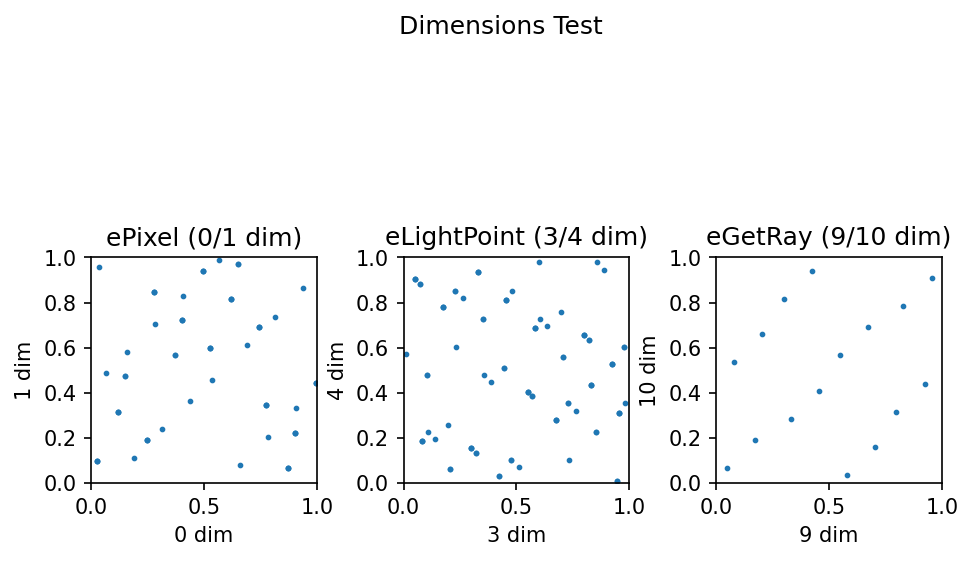 Dimensions Test
ePixel (0/1 dim)
1.0
0.8
0.6
0.4
0.2
0.0
1 dim
0.0 0.5 1.0
0 dim
eLightPoint (3/4 dim)
1.0
0.8
0.6
0.4
0.2
0.0
4 dim
0.0 0.5 1.0
3 dim
eGetRay (9/10 dim)
1.0
0.8
0.6
0.4
0.2
0.0
10 dim
0.0 0.5 1.0
9 dim